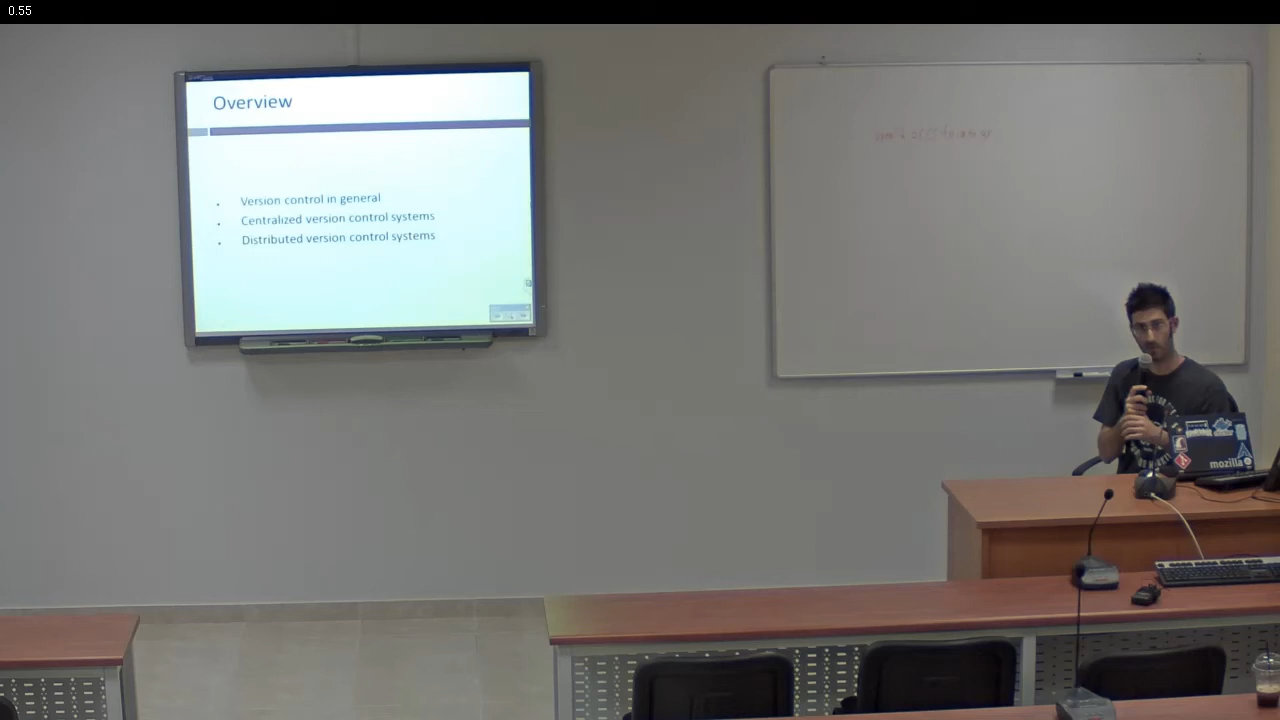 0.55
Overview
. Version control in general
. Centralized version control systems
. Distributed version control systems
mozilla